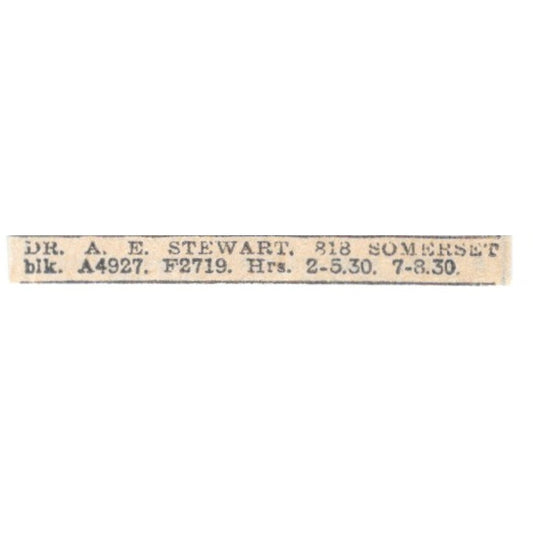 DR. A. E. STEWART, 818 SOMERSET
blk. A4927. F2719. Hrs. 2-5.30. 7-8.30.